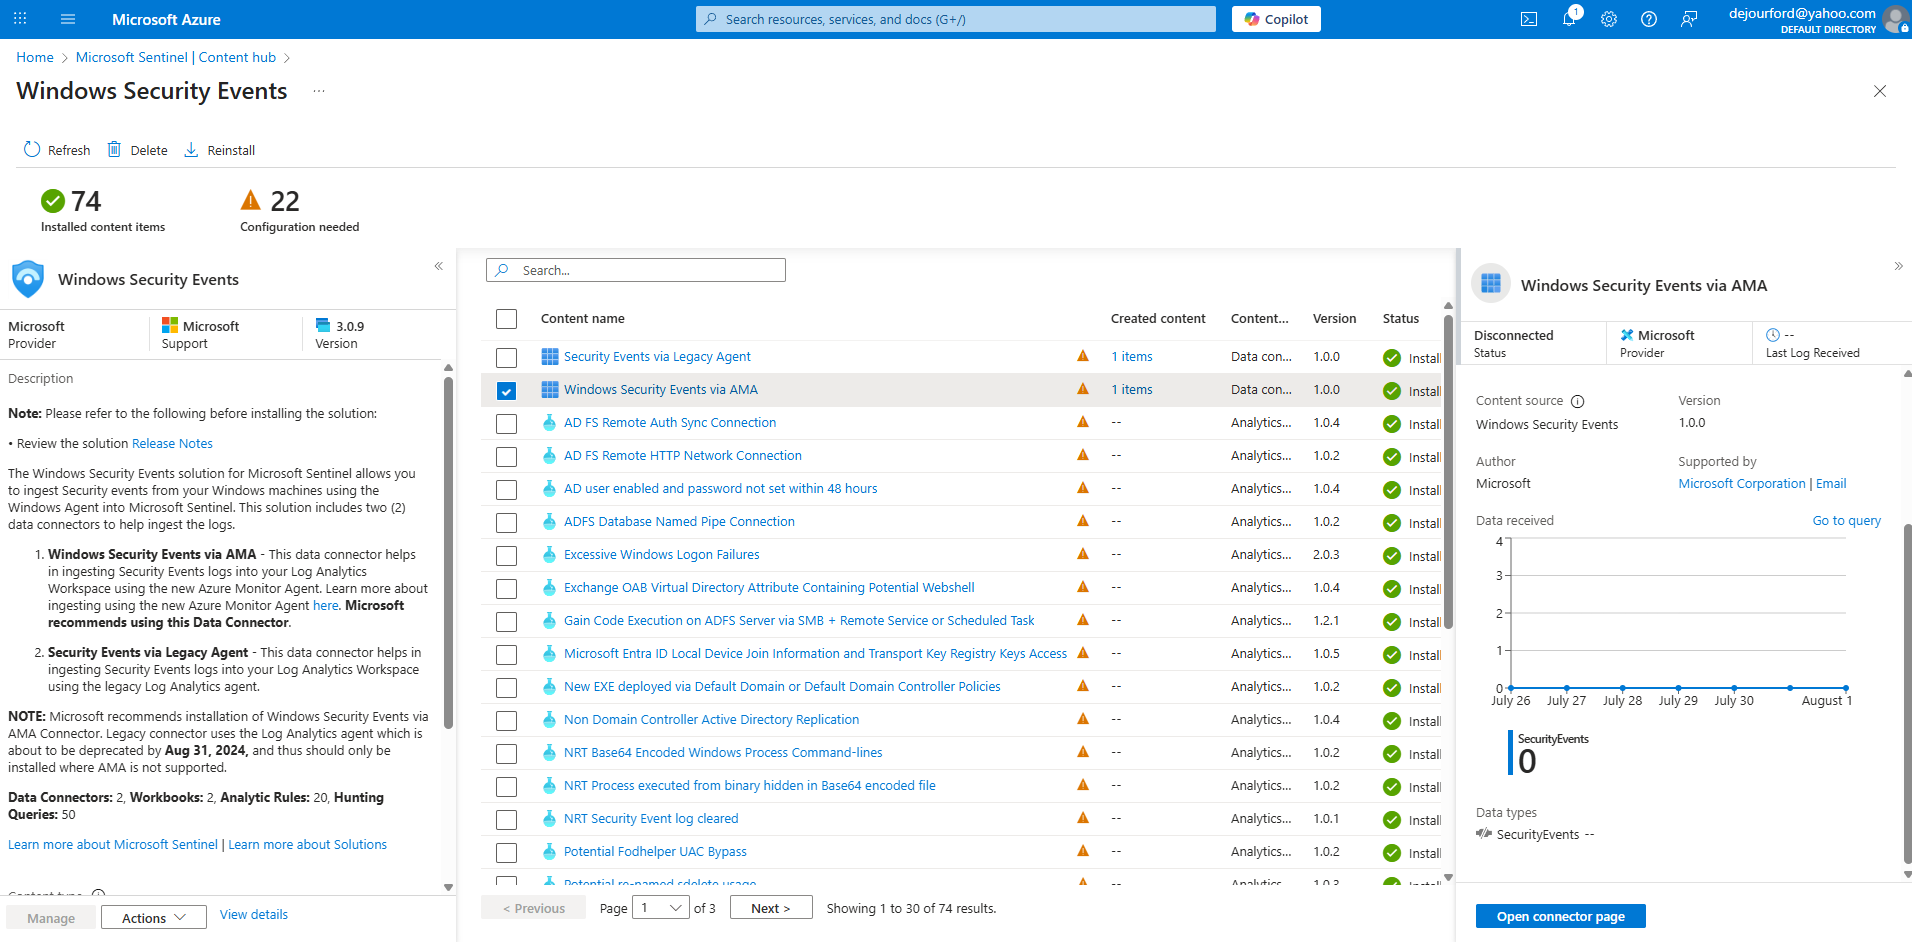 Microsoft Azure
Search resources, services, and docs (G+/)
Copilot
1
dejourford@yahoo.com
DEFAULT DIRECTORY
Home > Microsoft Sentinel | Content hub >
Windows Security Events ...
Refresh Delete Reinstall
74
Installed content items
22
Configuration needed
Windows Security Events
Microsoft
Provider
Microsoft
Support
3.0.9
Version
Description
Note: Please refer to the following before installing the solution:
• Review the solution Release Notes
The Windows Security Events solution for Microsoft Sentinel allows you
to ingest Security events from your Windows machines using the
Windows Agent into Microsoft Sentinel. This solution includes two (2)
data connectors to help ingest the logs.
1. Windows Security Events via AMA - This data connector helps
in ingesting Security Events logs into your Log Analytics
Workspace using the new Azure Monitor Agent. Learn more about
ingesting using the new Azure Monitor Agent here. Microsoft
recommends using this Data Connector.
2. Security Events via Legacy Agent - This data connector helps in
ingesting Security Events logs into your Log Analytics Workspace
using the legacy Log Analytics agent.
NOTE: Microsoft recommends installation of Windows Security Events via
AMA Connector. Legacy connector uses the Log Analytics agent which is
about to be deprecated by Aug 31, 2024, and thus should only be
installed where AMA is not supported.
Data Connectors: 2, Workbooks: 2, Analytic Rules: 20, Hunting
Queries: 50
Learn more about Microsoft Sentinel | Learn more about Solutions
Content type
Manage Actions View details
Search...
Content name Created content Content... Version Status
Security Events via Legacy Agent 1 items Data con... 1.0.0 Install
Windows Security Events via AMA 1 items Data con... 1.0.0 Install
AD FS Remote Auth Sync Connection -- Analytics... 1.0.4 Install
AD FS Remote HTTP Network Connection -- Analytics... 1.0.2 Install
AD user enabled and password not set within 48 hours -- Analytics... 1.0.4 Install
ADFS Database Named Pipe Connection -- Analytics... 1.0.2 Install
Excessive Windows Logon Failures -- Analytics... 2.0.3 Install
Exchange OAB Virtual Directory Attribute Containing Potential Webshell -- Analytics... 1.0.4 Install
Gain Code Execution on ADFS Server via SMB + Remote Service or Scheduled Task -- Analytics... 1.2.1 Install
Microsoft Entra ID Local Device Join Information and Transport Key Registry Keys Access -- Analytics... 1.0.5 Install
New EXE deployed via Default Domain or Default Domain Controller Policies -- Analytics... 1.0.2 Install
Non Domain Controller Active Directory Replication -- Analytics... 1.0.4 Install
NRT Base64 Encoded Windows Process Command-lines -- Analytics... 1.0.2 Install
NRT Process executed from binary hidden in Base64 encoded file -- Analytics... 1.0.2 Install
NRT Security Event log cleared -- Analytics... 1.0.1 Install
Potential Fodhelper UAC Bypass -- Analytics... 1.0.2 Install
Potential re-named sdelete usage -- Analytics... 1.0.3 Install
< Previous Page 1 of 3 Next > Showing 1 to 30 of 74 results.
Windows Security Events via AMA
Disconnected
Status
Microsoft
Provider
--
Last Log Received
Content source
Windows Security Events
Version
1.0.0
Author
Microsoft
Supported by
Microsoft Corporation | Email
Data received Go to query
4
3
2
1
0
July 26 July 27 July 28 July 29 July 30 August 1
SecurityEvents
0
Data types
SecurityEvents --
Open connector page